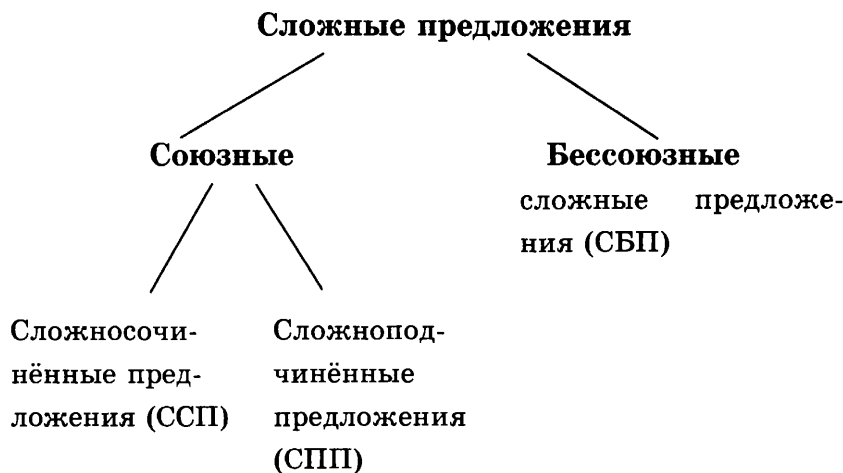 Сложные предложения
Союзные
Бессоюзные
сложные предложе-
ния (СБП)
Сложносочи-
нённые пред-
ложения (ССП)
Сложнопод-
чинённые
предложения
(СПП)